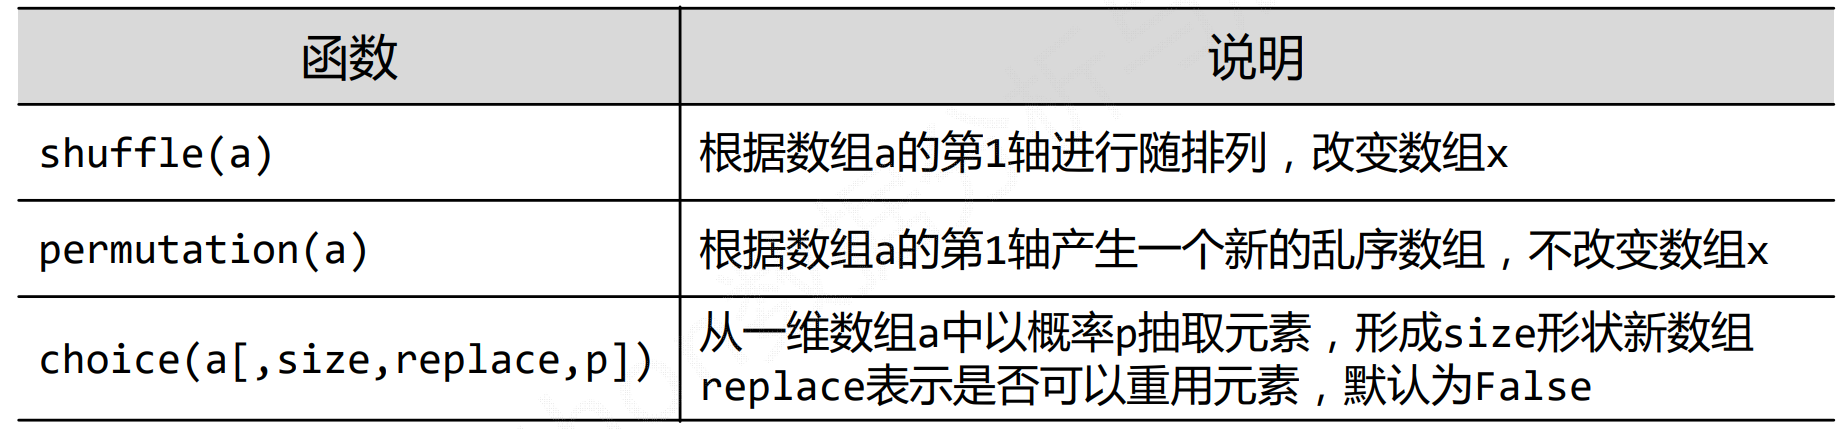 函数 说明
shuffle(a) 根据数组a的第1轴进行随排列，改变数组x
permutation(a) 根据数组a的第1轴产生一个新的乱序数组，不改变数组x
choice(a[,size,replace,p]) 从一维数组a中以概率p抽取元素，形成size形状新数组
replace表示是否可以重用元素，默认为False